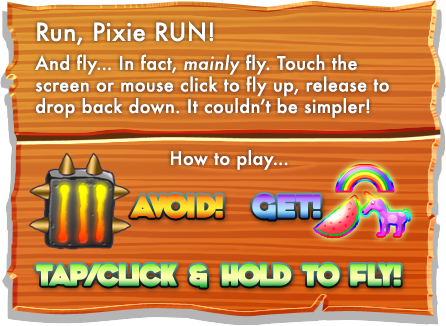 Run, Pixie RUN!
And fly... In fact, mainly fly. Touch the
screen or mouse click to fly up, release to
drop back down. It couldn't be simpler!
How to play...
AVOID! GET!
TAP/CLICK & HOLD TO FLY!